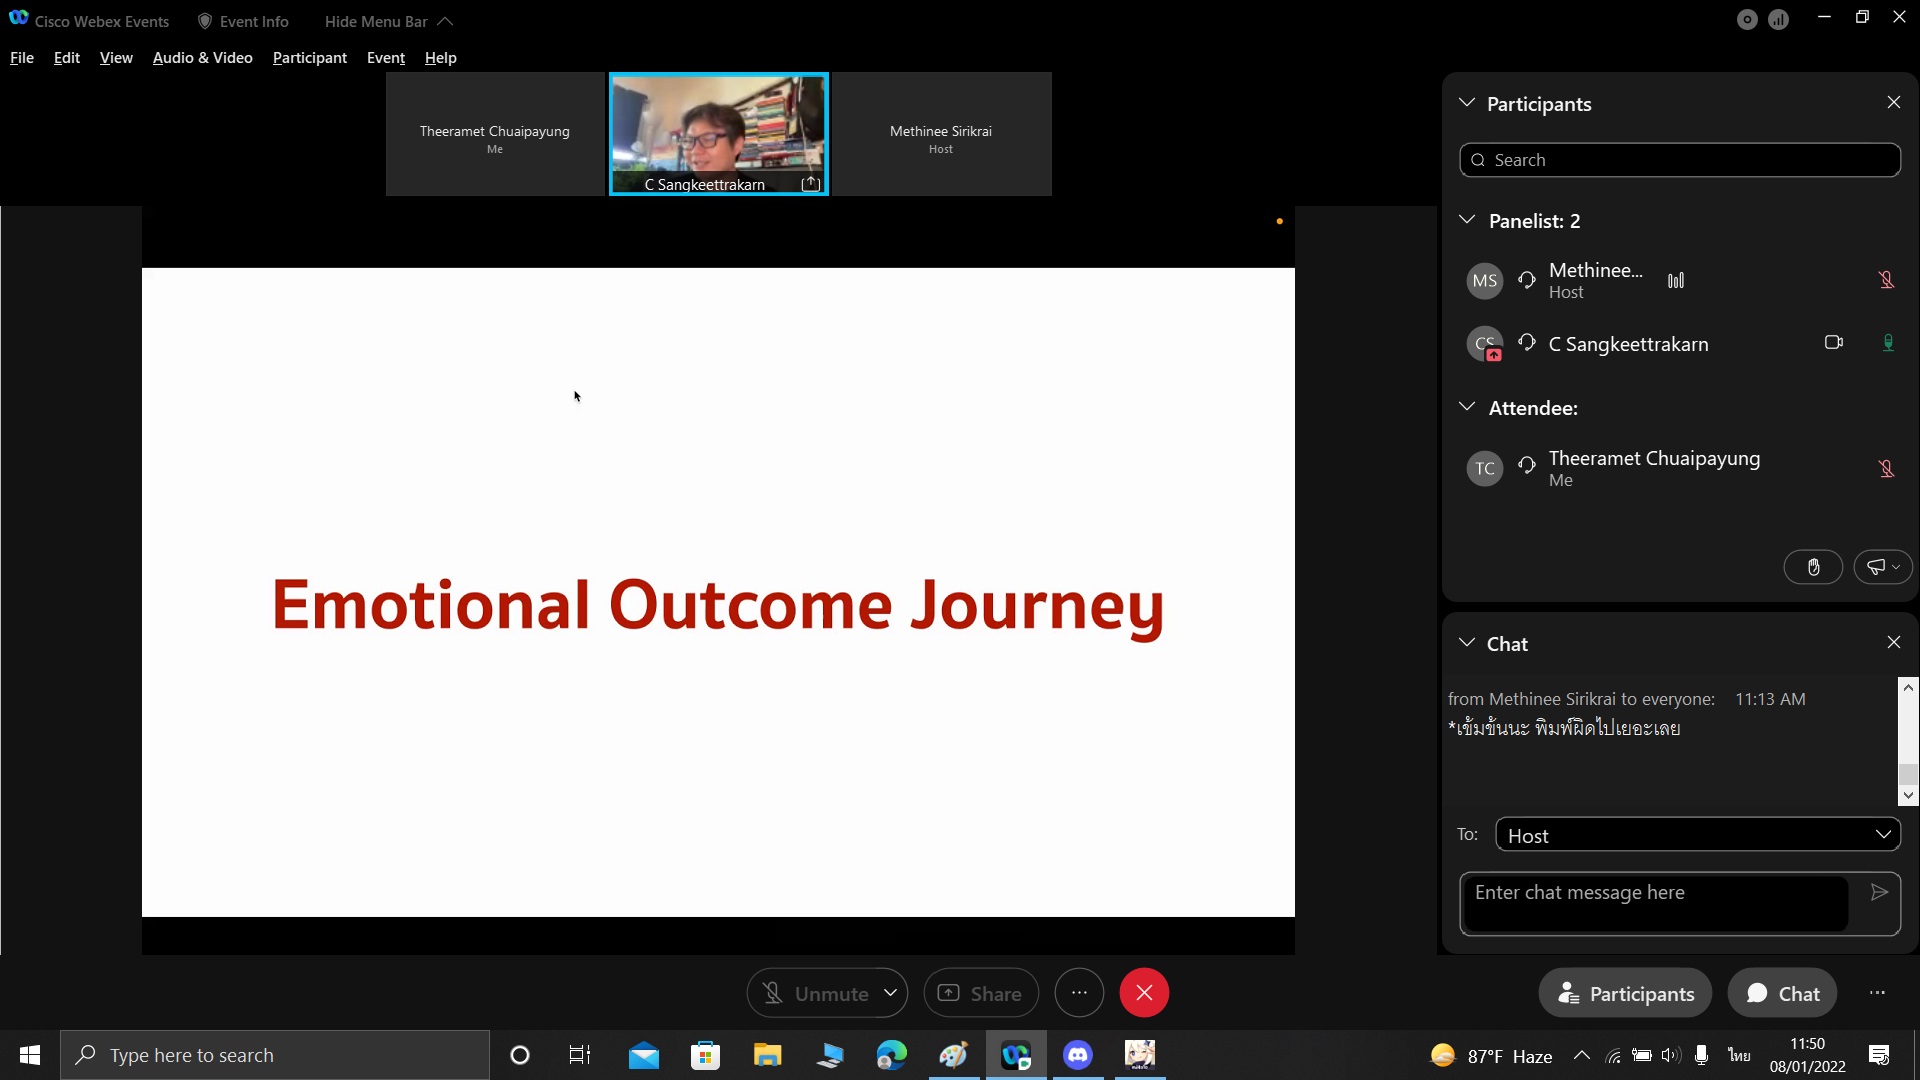 Cisco Webex Events
Event Info
Hide Menu Bar
File Edit View Audio & Video Participant Event Help
Theeramet Chuaipayung
Me
C Sangkeettrakarn
Methinee Sirikrai
Host
Emotional Outcome Journey
Participants
Search
Panelist: 2
MS
Methinee...
Host
CS
C Sangkeettrakarn
Attendee:
TC
Theeramet Chuaipayung
Me
Chat
from Methinee Sirikrai to everyone: 11:13 AM
*เข้มข้นนะ พิมพ์ผิดไปเยอะเลย
To: Host
Enter chat message here
Unmute
Share
Participants
Chat
Type here to search
87°F Haze
ไทย
11:50
08/01/2022